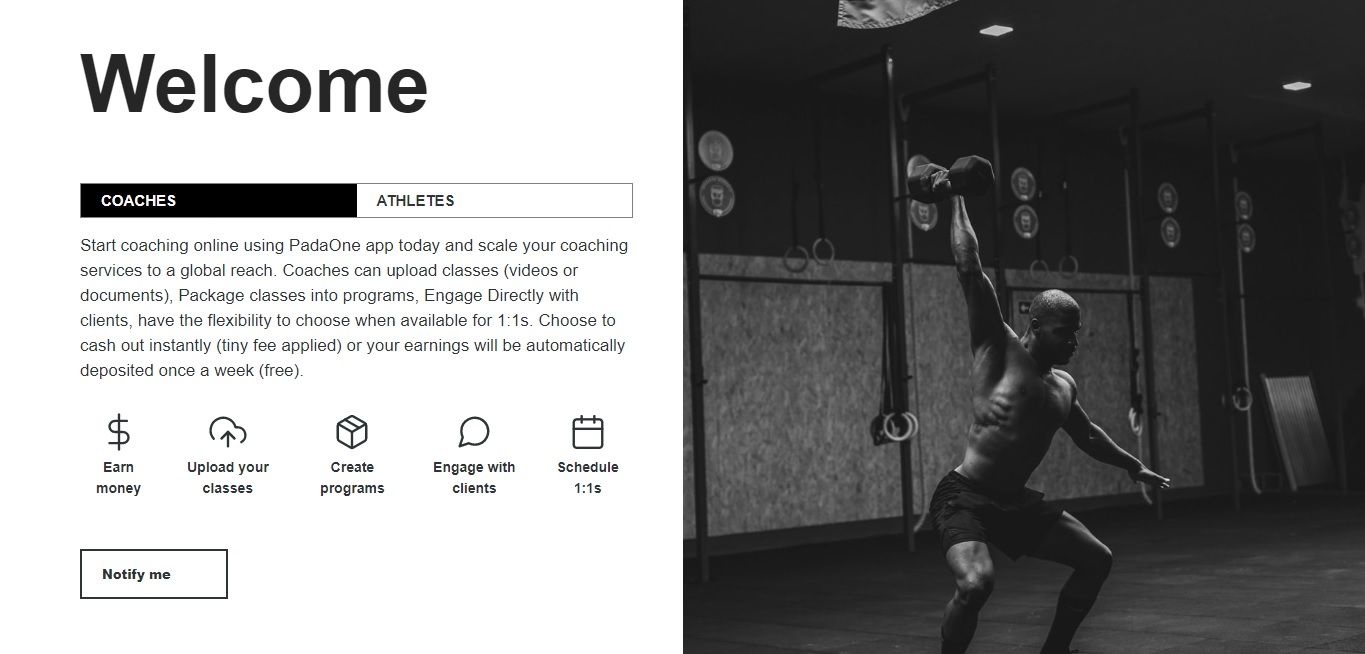 Welcome
COACHES
ATHLETES
Start coaching online using PadaOne app today and scale your coaching
services to a global reach. Coaches can upload classes (videos or
documents), Package classes into programs, Engage Directly with
clients, have the flexibility to choose when available for 1:1s. Choose to
cash out instantly (tiny fee applied) or your earnings will be automatically
deposited once a week (free).
Earn
money
Upload your
classes
Create
programs
Engage with
clients
Schedule
1:1s
Notify me